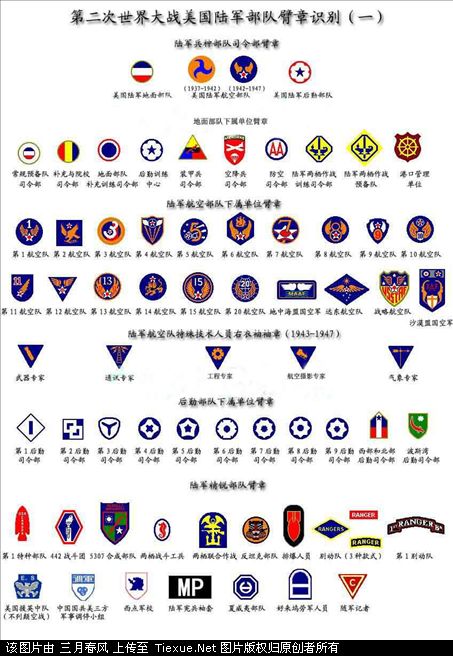 第二次世界大战美国陆军部队臂章识别(一)
陆军兵种部队司令部臂章
(1937-1942) (1942-1947)
美国陆军地面部队 美国陆军航空部队 美国陆军后勤部队
地面部队下属单位臂章
常规预备队司令部 补充与院校司令部 地面部队补充训练司令部 后勤训练中心 装甲兵司令部 空降兵司令部 防空司令部 陆军两栖作战训练司令部 陆军两栖作战预备队 港口管理单位
陆军航空部队下属单位臂章
第1航空队 第2航空队 第3航空队 第4航空队 第5航空队 第6航空队 第7航空队 第8航空队 第9航空队 第10航空队
第11航空队 第12航空队 第13航空队 第14航空队 第15航空队 第20航空队 地中海盟国空军 远东航空队 战略航空队 沙漠盟国空军
陆军航空队特殊技术人员右衣袖袖章(1943-1947)
武器专家 通讯专家 工程专家 航空摄影专家 气象专家
后勤部队下属单位臂章
第1后勤司令部 第2后勤司令部 第3后勤司令部 第4后勤司令部 第5后勤司令部 第6后勤司令部 第7后勤司令部 第8后勤司令部 第9后勤司令部 西部和北部后勤司令部 波斯湾后勤司令部
陆军精锐部队臂章
RANGER
RANGERS
RANGER
1 RANGER Bn
第1特种部队 442战斗团 5307合成部队 两栖战斗工兵 两栖联合作战 反坦克部队 排爆人员 别动队(3种款式) 第1别动队
E.S.
MP
C
美国援英中队(不列颠空战) 中国国共美三方军事调停小组 西点军校 陆军宪兵袖套 夏威夷部队 好来坞劳军人员 随军记者
该图片由 三月春风 上传至 Tiexue.Net 图片版权归原创者所有